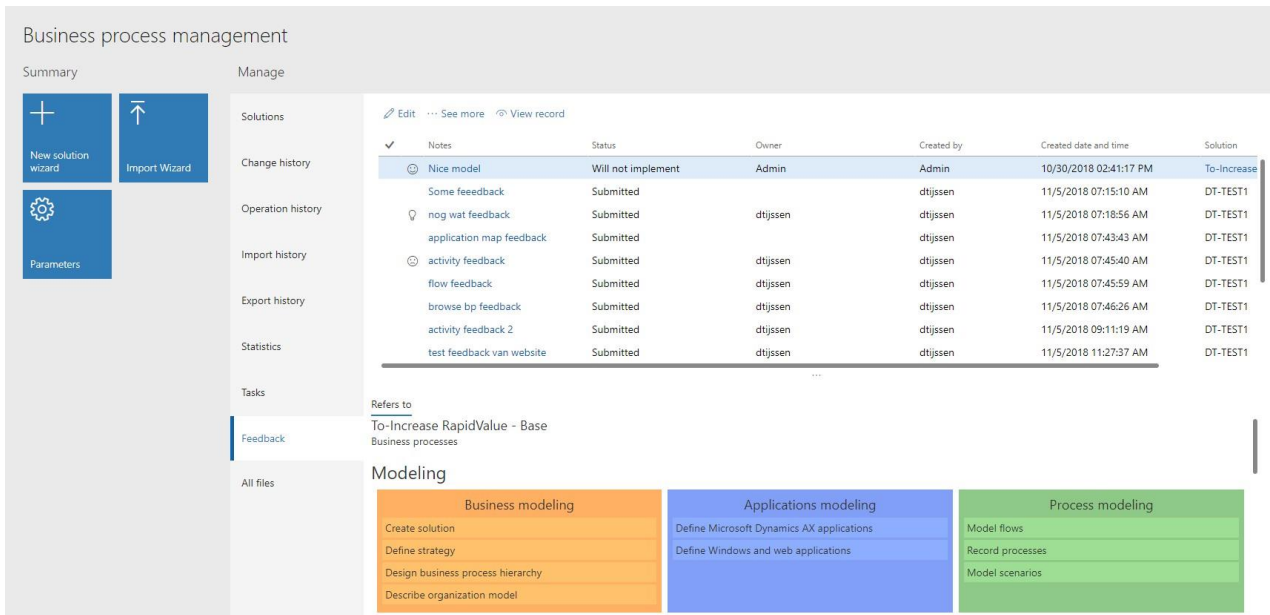 Business process management
Summary
Manage
New solution wizard
Import Wizard
Parameters
Solutions
Change history
Operation history
Import history
Export history
Statistics
Tasks
Feedback
All files
Edit ··· See more View record
Notes Status Owner Created by Created date and time Solution
Nice model Will not implement Admin Admin 10/30/2018 02:41:17 PM To-Increase
Some feeedback Submitted dtijssen 11/5/2018 07:15:10 AM DT-TEST1
nog wat feedback Submitted dtijssen dtijssen 11/5/2018 07:18:56 AM DT-TEST1
application map feedback Submitted dtijssen 11/5/2018 07:43:43 AM DT-TEST1
activity feedback Submitted dtijssen dtijssen 11/5/2018 07:45:40 AM DT-TEST1
flow feedback Submitted dtijssen dtijssen 11/5/2018 07:45:59 AM DT-TEST1
browse bp feedback Submitted dtijssen dtijssen 11/5/2018 07:46:26 AM DT-TEST1
activity feedback 2 Submitted dtijssen dtijssen 11/5/2018 09:11:19 AM DT-TEST1
test feedback van website Submitted dtijssen dtijssen 11/5/2018 11:27:37 AM DT-TEST1
Refers to
To-Increase RapidValue - Base
Business processes
Modeling
Business modeling
Create solution
Define strategy
Design business process hierarchy
Describe organization model
Applications modeling
Define Microsoft Dynamics AX applications
Define Windows and web applications
Process modeling
Model flows
Record processes
Model scenarios